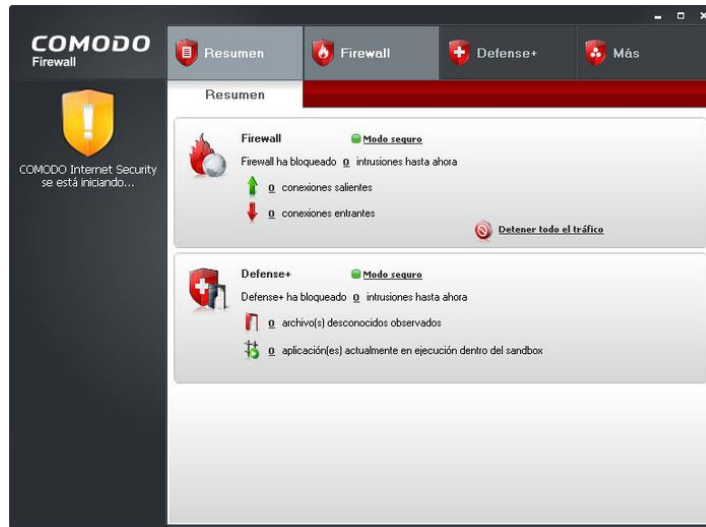 COMODO
Firewall
Resumen
Firewall
Defense+
Más
Resumen
COMODO Internet Security
se está iniciando...
Firewall
Modo seguro
Firewall ha bloqueado 0 intrusiones hasta ahora
0 conexiones salientes
0 conexiones entrantes
Detener todo el tráfico
Defense+
Modo seguro
Defense+ ha bloqueado 0 intrusiones hasta ahora
0 archivo(s) desconocidos observados
0 aplicación(es) actualmente en ejecución dentro del sandbox